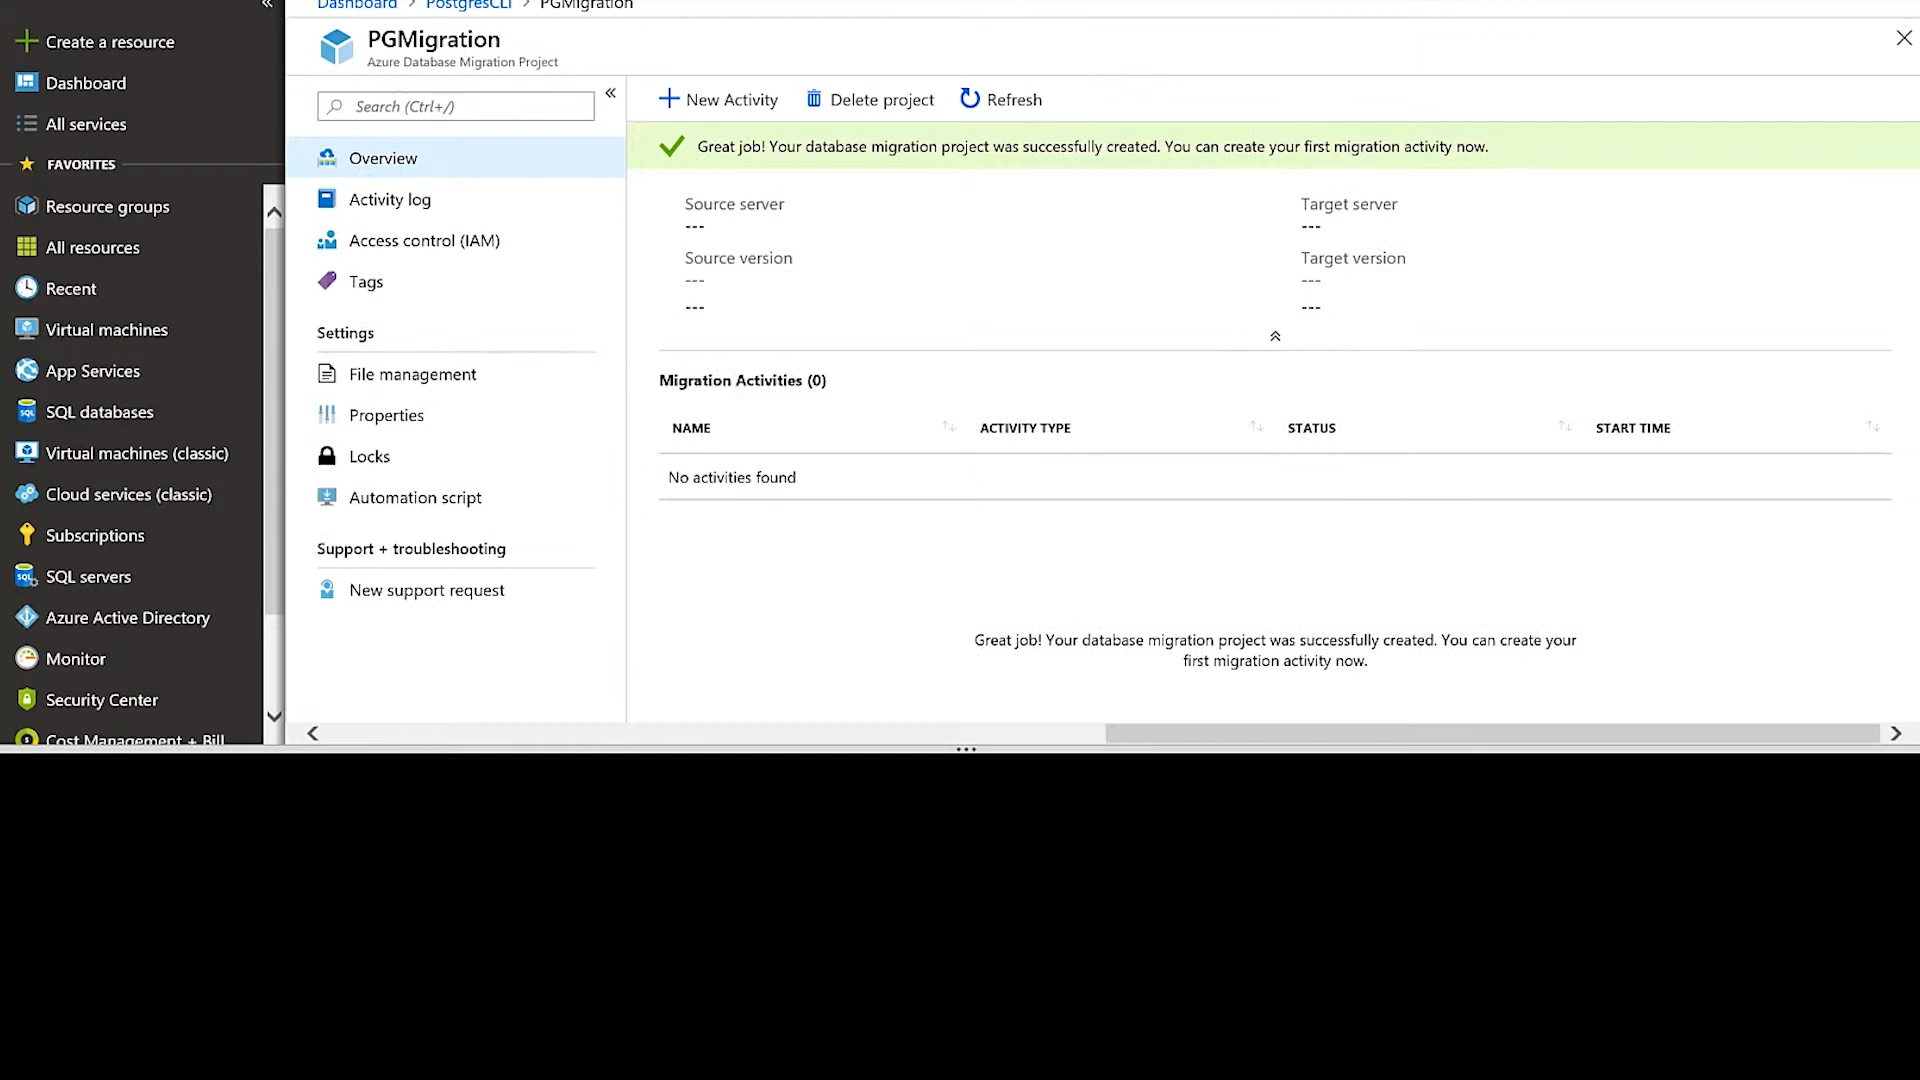 Dashboard > PostgresCLI > PGMigration
Create a resource
Dashboard
All services
FAVORITES
Resource groups
All resources
Recent
Virtual machines
App Services
SQL databases
Virtual machines (classic)
Cloud services (classic)
Subscriptions
SQL servers
Azure Active Directory
Monitor
Security Center
Cost Management + Bill
PGMigration
Azure Database Migration Project
Search (Ctrl+/)
Overview
Activity log
Access control (IAM)
Tags
Settings
File management
Properties
Locks
Automation script
Support + troubleshooting
New support request
New Activity Delete project Refresh
Great job! Your database migration project was successfully created. You can create your first migration activity now.
Source server Target server
--- ---
Source version Target version
--- ---
--- ---
Migration Activities (0)
NAME ACTIVITY TYPE STATUS START TIME
No activities found
Great job! Your database migration project was successfully created. You can create your
first migration activity now.